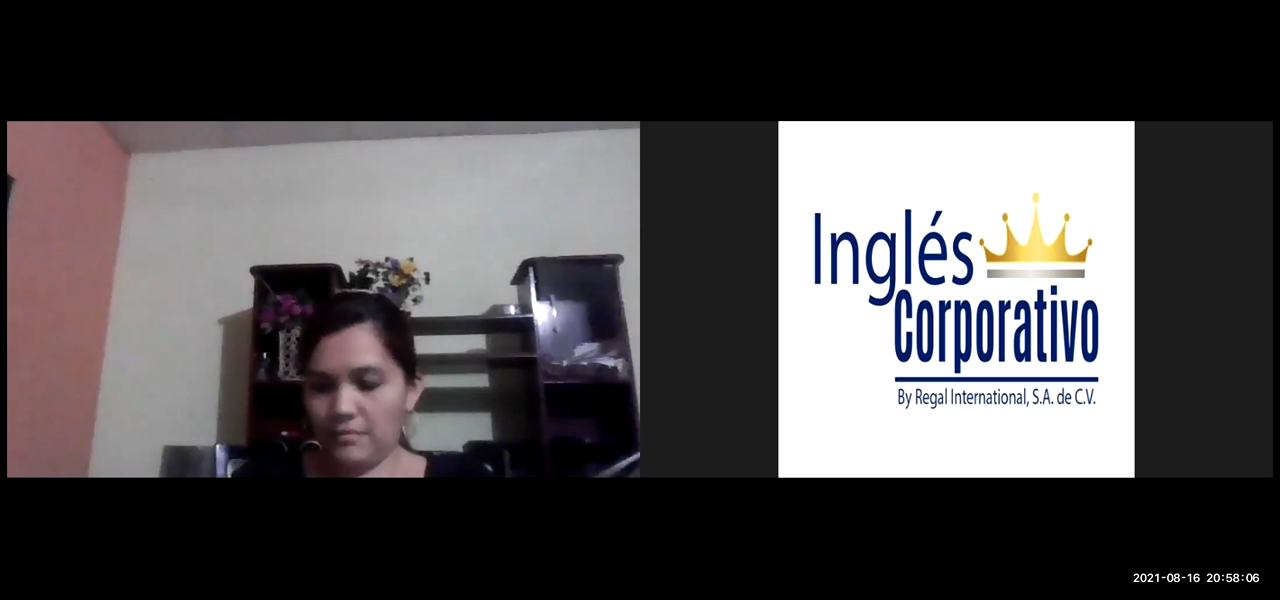 Inglés
Corporativo
By Regal International, S.A. de C.V.
2021-08-16 20:58:06